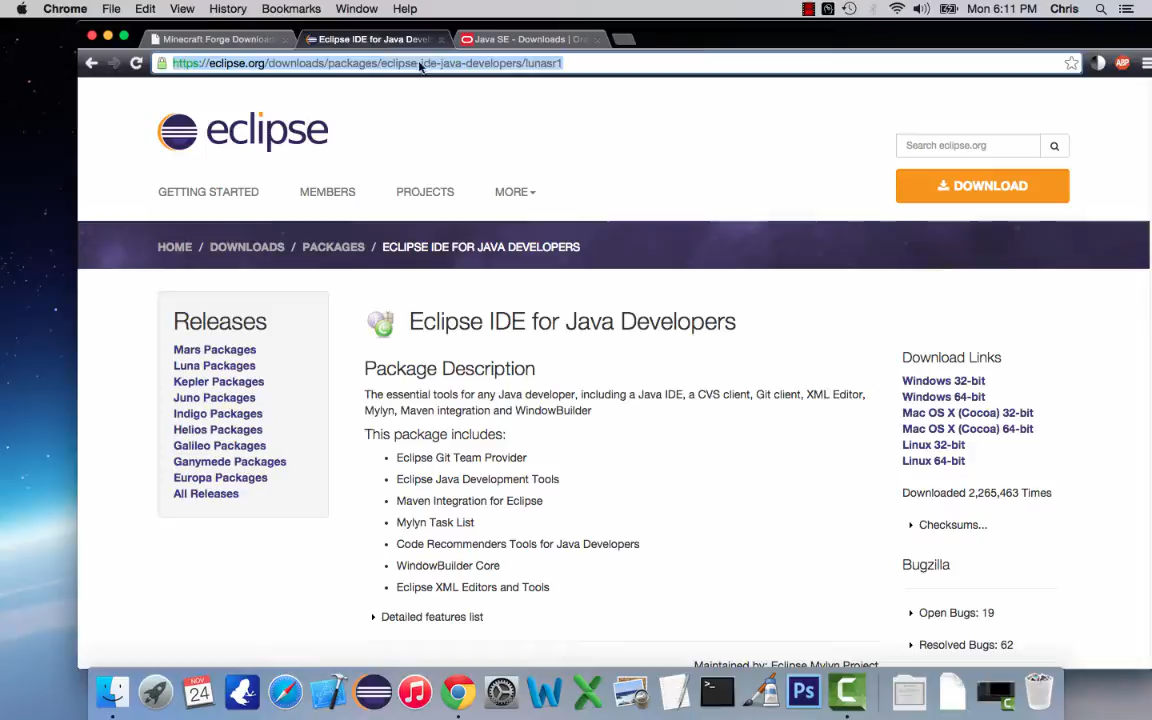 Chrome File Edit View History Bookmarks Window Help Mon 6:11 PM Chris
Minecraft Forge Downloa Eclipse IDE for Java Devel Java SE - Downloads | Ora
https://eclipse.org/downloads/packages/eclipse-ide-java-developers/lunasr1 ABP
eclipse
Search eclipse.org
DOWNLOAD
GETTING STARTED MEMBERS PROJECTS MORE
HOME / DOWNLOADS / PACKAGES / ECLIPSE IDE FOR JAVA DEVELOPERS
Releases
Mars Packages
Luna Packages
Kepler Packages
Juno Packages
Indigo Packages
Helios Packages
Galileo Packages
Ganymede Packages
Europa Packages
All Releases
Eclipse IDE for Java Developers
Package Description
The essential tools for any Java developer, including a Java IDE, a CVS client, Git client, XML Editor,
Mylyn, Maven integration and WindowBuilder
This package includes:
Eclipse Git Team Provider
Eclipse Java Development Tools
Maven Integration for Eclipse
Mylyn Task List
Code Recommenders Tools for Java Developers
WindowBuilder Core
Eclipse XML Editors and Tools
Detailed features list
Maintained by: Eclipse Mylyn Project
Download Links
Windows 32-bit
Windows 64-bit
Mac OS X (Cocoa) 32-bit
Mac OS X (Cocoa) 64-bit
Linux 32-bit
Linux 64-bit
Downloaded 2,265,463 Times
Checksums...
Bugzilla
Open Bugs: 19
Resolved Bugs: 62
NOV
24
Ps